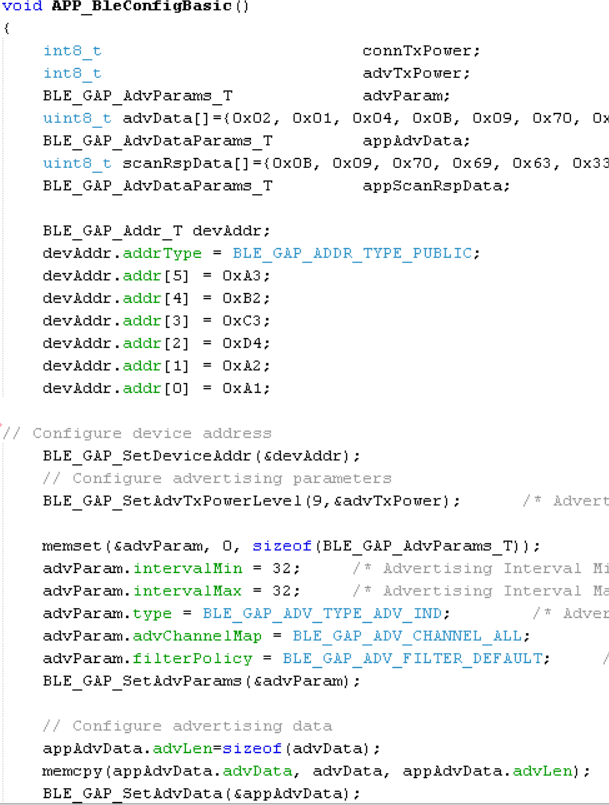 void APP_BleConfigBasic()
{
int8_t connTxPower;
int8_t advTxPower;
BLE_GAP_AdvParams_T advParam;
uint8_t advData[]={0x02, 0x01, 0x04, 0x0B, 0x09, 0x70, 0x
BLE_GAP_AdvDataParams_T appAdvData;
uint8_t scanRspData[]={0x0B, 0x09, 0x70, 0x69, 0x63, 0x33
BLE_GAP_AdvDataParams_T appScanRspData;
BLE_GAP_Addr_T devAddr;
devAddr.addrType = BLE_GAP_ADDR_TYPE_PUBLIC;
devAddr.addr[5] = 0xA3;
devAddr.addr[4] = 0xB2;
devAddr.addr[3] = 0xC3;
devAddr.addr[2] = 0xD4;
devAddr.addr[1] = 0xA2;
devAddr.addr[0] = 0xA1;
// Configure device address
BLE_GAP_SetDeviceAddr(&devAddr);
// Configure advertising parameters
BLE_GAP_SetAdvTxPowerLevel(9,&advTxPower); /* Advert
memset(&advParam, 0, sizeof(BLE_GAP_AdvParams_T));
advParam.intervalMin = 32; /* Advertising Interval Mi
advParam.intervalMax = 32; /* Advertising Interval Ma
advParam.type = BLE_GAP_ADV_TYPE_ADV_IND; /* Adver
advParam.advChannelMap = BLE_GAP_ADV_CHANNEL_ALL;
advParam.filterPolicy = BLE_GAP_ADV_FILTER_DEFAULT; /
BLE_GAP_SetAdvParams(&advParam);
// Configure advertising data
appAdvData.advLen=sizeof(advData);
memcpy(appAdvData.advData, advData, appAdvData.advLen);
BLE_GAP_SetAdvData(&appAdvData);